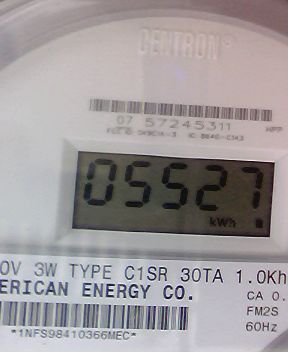 CENTRON®
07 57245311
HPP
05527
kWh
0V 3W TYPE C1SR 30TA 1.0Kh
ERICAN ENERGY CO.
CA 0.
FM2S
60Hz
*1NFS98410366MEC*